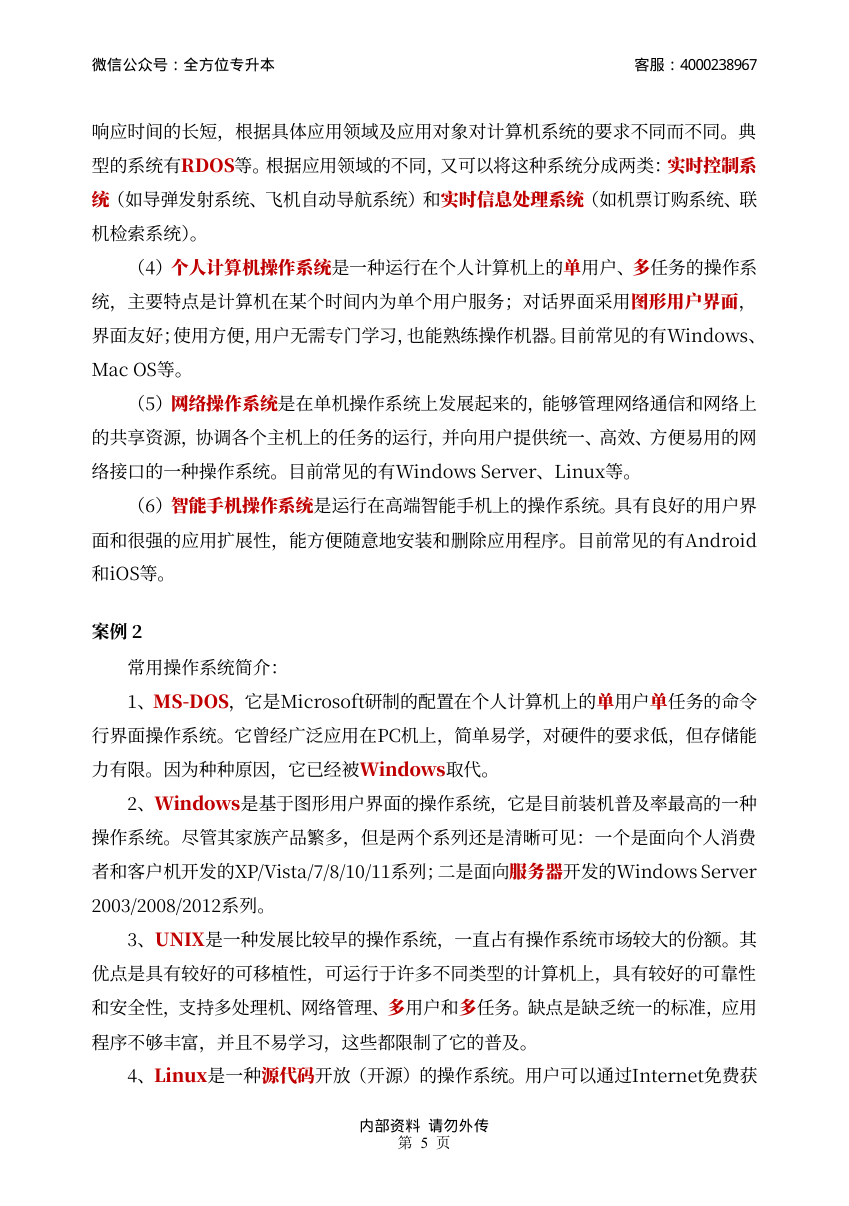 微信公众号：全方位专升本 客服：4000238967
响应时间的长短，根据具体应用领域及应用对象对计算机系统的要求不同而不同。典
型的系统有RDOS等。根据应用领域的不同，又可以将这种系统分成两类：实时控制系
统（如导弹发射系统、飞机自动导航系统）和实时信息处理系统（如机票订购系统、联
机检索系统）。
（4）个人计算机操作系统是一种运行在个人计算机上的单用户、多任务的操作系
统，主要特点是计算机在某个时间内为单个用户服务；对话界面采用图形用户界面，
界面友好；使用方便，用户无需专门学习，也能熟练操作机器。目前常见的有Windows、
Mac OS等。
（5）网络操作系统是在单机操作系统上发展起来的，能够管理网络通信和网络上
的共享资源，协调各个主机上的任务的运行，并向用户提供统一、高效、方便易用的网
络接口的一种操作系统。目前常见的有Windows Server、Linux等。
（6）智能手机操作系统是运行在高端智能手机上的操作系统。具有良好的用户界
面和很强的应用扩展性，能方便随意地安装和删除应用程序。目前常见的有Android
和iOS等。
案例 2
常用操作系统简介：
1、MS-DOS，它是Microsoft研制的配置在个人计算机上的单用户单任务的命令
行界面操作系统。它曾经广泛应用在PC机上，简单易学，对硬件的要求低，但存储能
力有限。因为种种原因，它已经被Windows取代。
2、Windows是基于图形用户界面的操作系统，它是目前装机普及率最高的一种
操作系统。尽管其家族产品繁多，但是两个系列还是清晰可见：一个是面向个人消费
者和客户机开发的XP/Vista/7/8/10/11系列；二是面向服务器开发的Windows Server
2003/2008/2012系列。
3、UNIX是一种发展比较早的操作系统，一直占有操作系统市场较大的份额。其
优点是具有较好的可移植性，可运行于许多不同类型的计算机上，具有较好的可靠性
和安全性，支持多处理机、网络管理、多用户和多任务。缺点是缺乏统一的标准，应用
程序不够丰富，并且不易学习，这些都限制了它的普及。
4、Linux是一种源代码开放（开源）的操作系统。用户可以通过Internet免费获
内部资料 请勿外传
第 5 页